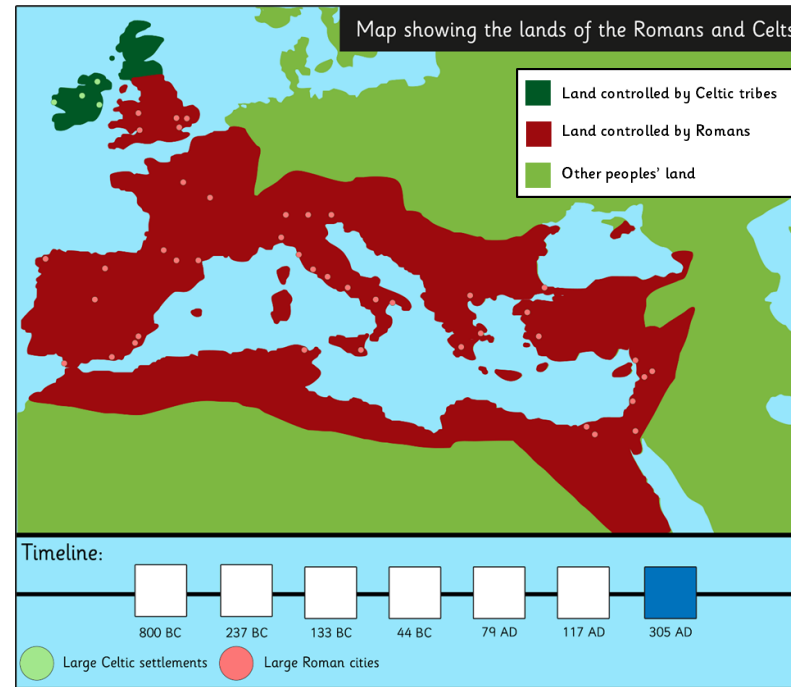 Map showing the lands of the Romans and Celts
Land controlled by Celtic tribes
Land controlled by Romans
Other peoples' land
Timeline:
800 BC 237 BC 133 BC 44 BC 79 AD 117 AD 305 AD
Large Celtic settlements Large Roman cities